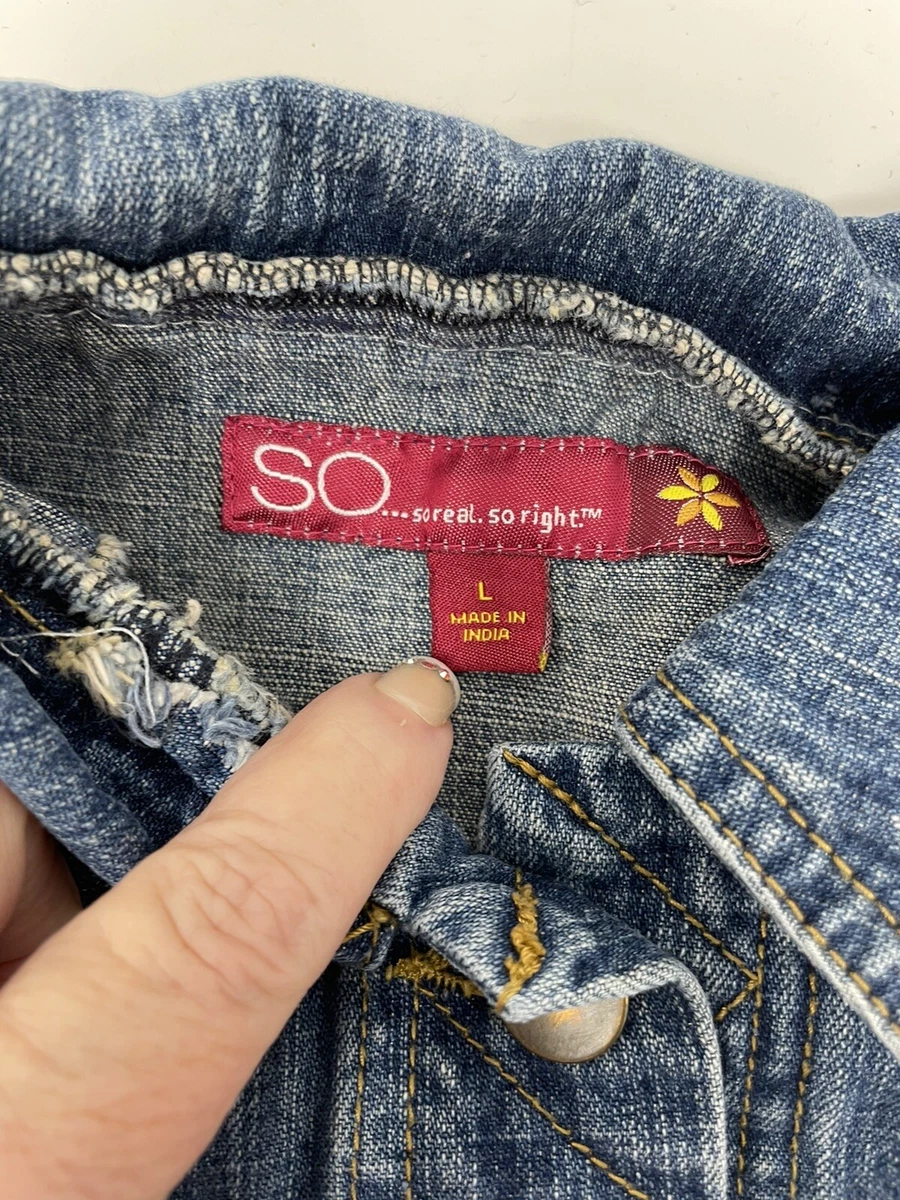 SO...so real. so right.™
L
MADE IN
INDIA